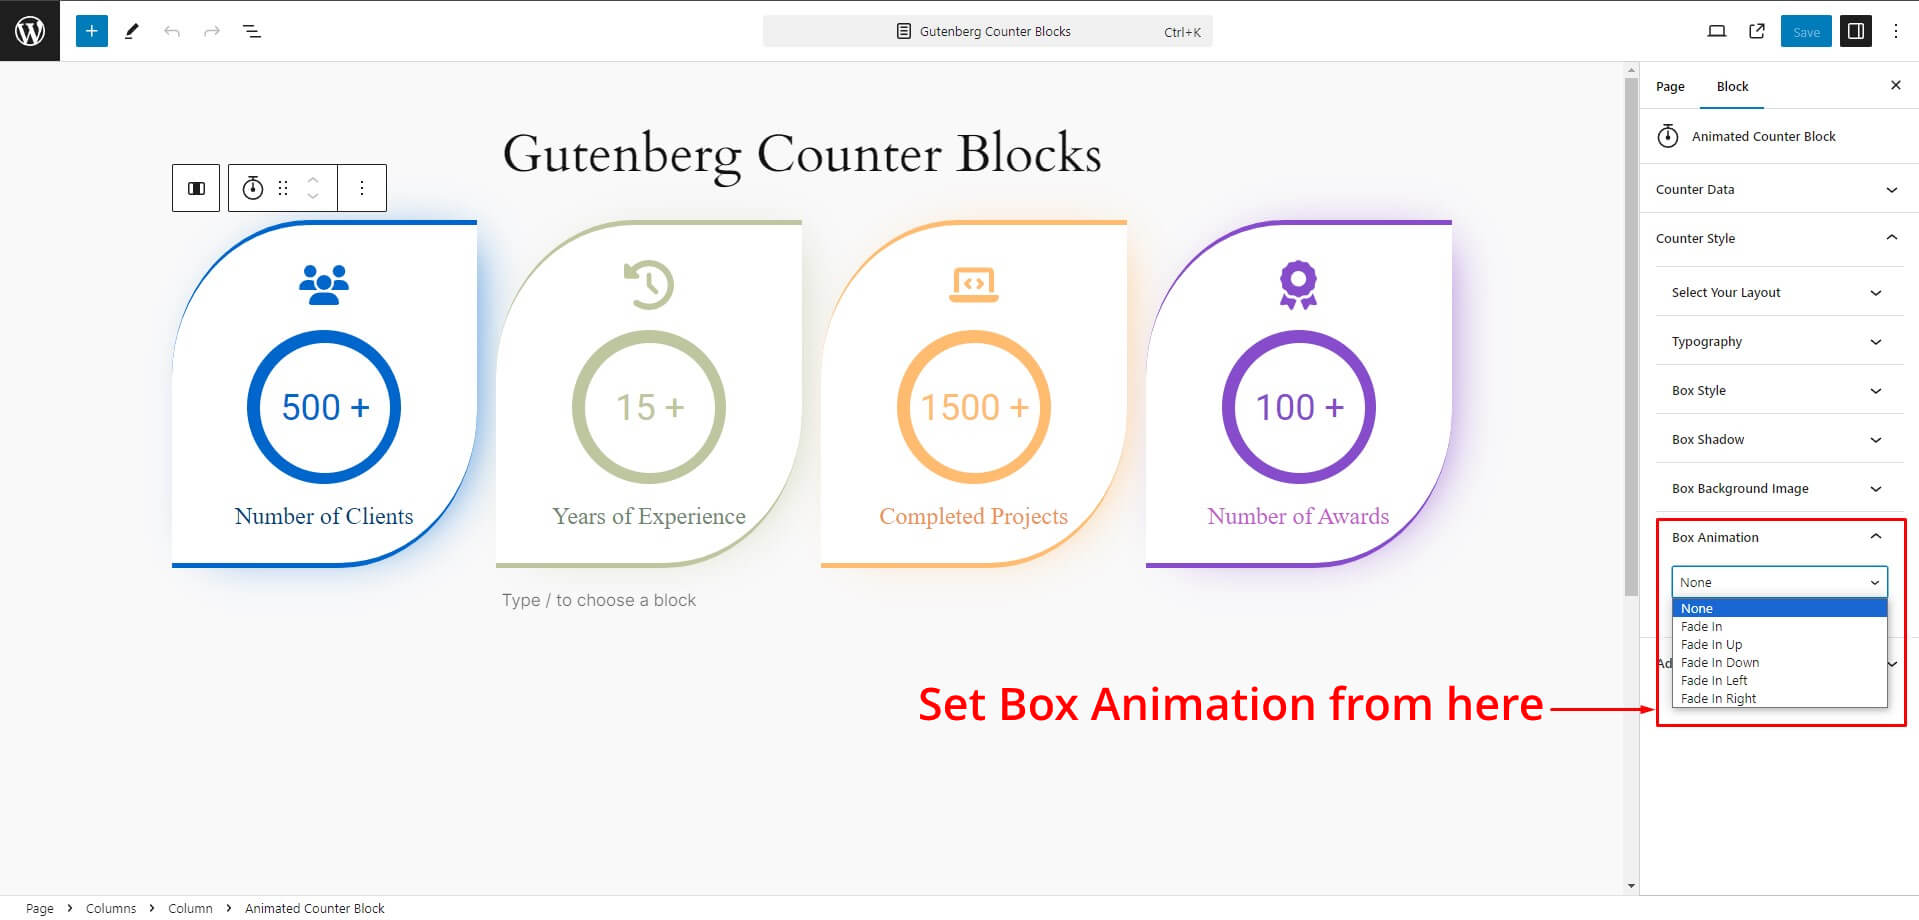 Gutenberg Counter Blocks
Ctrl+K
Save
Page
Block
Animated Counter Block
Counter Data
Counter Style
Select Your Layout
Typography
Box Style
Box Shadow
Box Background Image
Box Animation
None
None
Fade In
Fade In Up
Fade In Down
Fade In Left
Fade In Right
Ad
Gutenberg Counter Blocks
500 +
Number of Clients
15 +
Years of Experience
1500 +
Completed Projects
100 +
Number of Awards
Type / to choose a block
Set Box Animation from here
Page > Columns > Column > Animated Counter Block